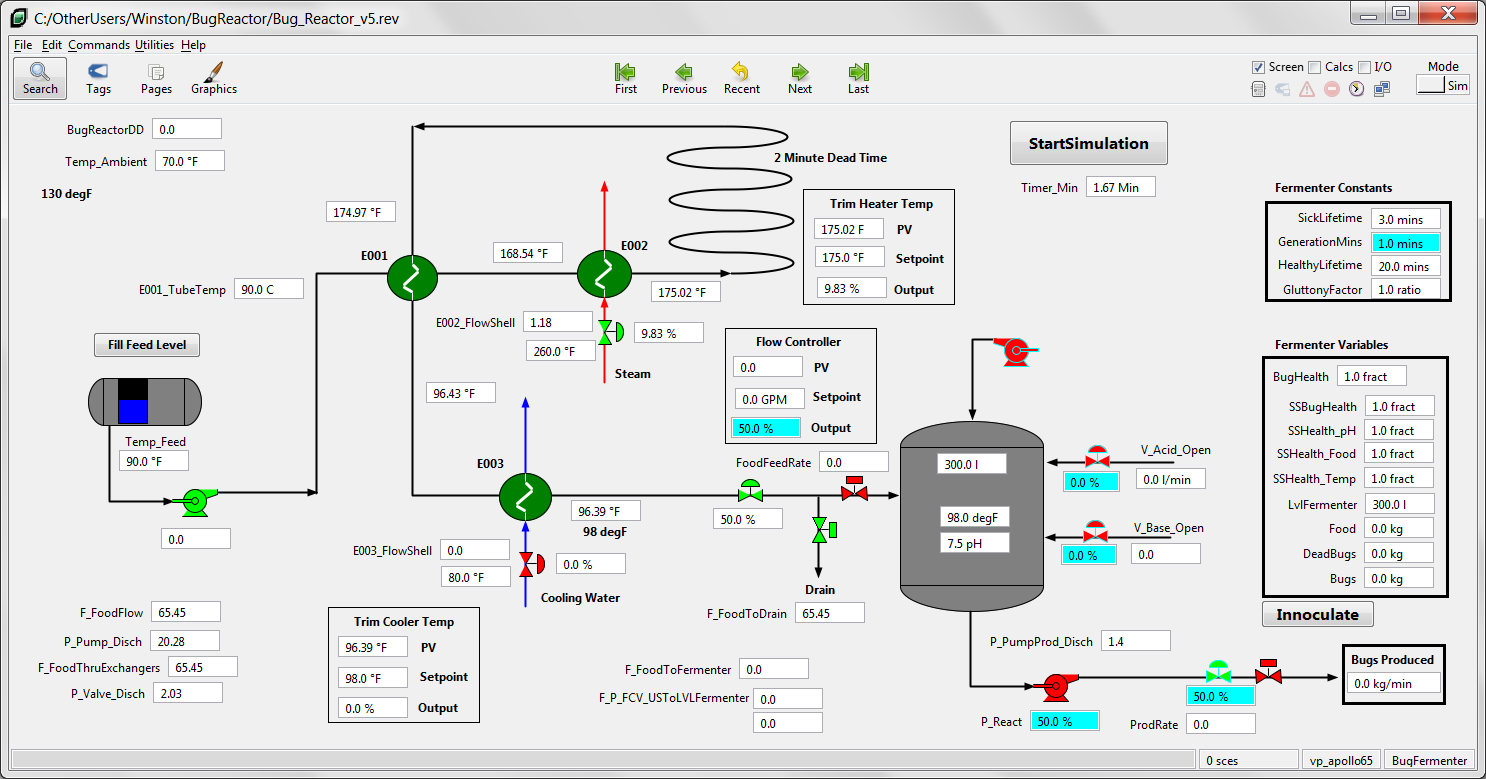 C:/OtherUsers/Winston/BugReactor/Bug_Reactor_v5.rev
File Edit Commands Utilities Help
Search Tags Pages Graphics First Previous Recent Next Last
Screen Calcs I/O Mode
Sim
BugReactorDD 0.0
Temp_Ambient 70.0 °F
130 degF
2 Minute Dead Time
StartSimulation
Timer_Min 1.67 Min
174.97 °F
E001
E001_TubeTemp 90.0 C
168.54 °F
E002
175.02 °F
E002_FlowShell 1.18
260.0 °F
9.83 %
Steam
Trim Heater Temp
175.02 F PV
175.0 °F Setpoint
9.83 % Output
Fermenter Constants
SickLifetime 3.0 mins
GenerationMins 1.0 mins
HealthyLifetime 20.0 mins
GluttonyFactor 1.0 ratio
Fill Feed Level
Temp_Feed
90.0 °F
0.0
96.43 °F
E003
96.39 °F
98 degF
E003_FlowShell 0.0
80.0 °F
0.0 %
Cooling Water
Flow Controller
0.0 PV
0.0 GPM Setpoint
50.0 % Output
FoodFeedRate 0.0
50.0 %
Drain
F_FoodToDrain 65.45
300.0 l
98.0 degF
7.5 pH
V_Acid_Open
0.0 % 0.0 l/min
V_Base_Open
0.0 % 0.0
Fermenter Variables
BugHealth 1.0 fract
SSBugHealth 1.0 fract
SSHealth_pH 1.0 fract
SSHealth_Food 1.0 fract
SSHealth_Temp 1.0 fract
LvlFermenter 300.0 l
Food 0.0 kg
DeadBugs 0.0 kg
Bugs 0.0 kg
Innoculate
F_FoodFlow 65.45
P_Pump_Disch 20.28
F_FoodThruExchangers 65.45
P_Valve_Disch 2.03
Trim Cooler Temp
96.39 °F PV
98.0 °F Setpoint
0.0 % Output
F_FoodToFermenter 0.0
F_P_FCV_USToLVLFermenter 0.0
0.0
P_PumpProd_Disch 1.4
P_React 50.0 %
50.0 %
ProdRate 0.0
Bugs Produced
0.0 kg/min
0 sces vp_apollo65 BugFermenter